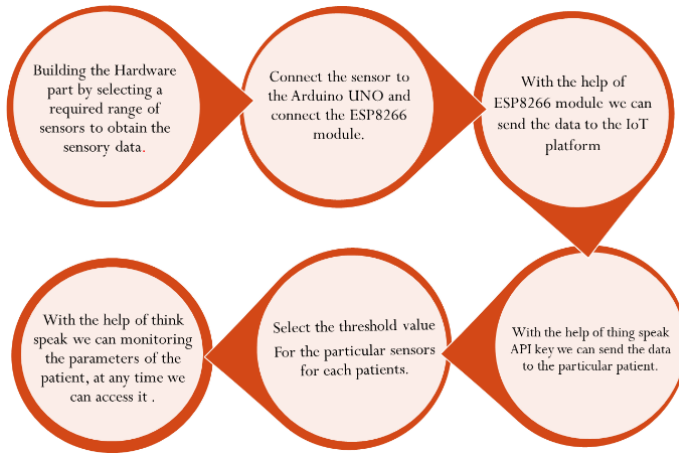 Building the Hardware
part by selecting a
required range of
sensors to obtain the
sensory data.
Connect the sensor to
the Arduino UNO and
connect the ESP8266
module.
With the help of
ESP8266 module we can
send the data to the IoT
platform
With the help of thing speak
API key we can send the data
to the particular patient.
Select the threshold value
For the particular sensors
for each patients.
With the help of think
speak we can monitoring
the parameters of the
patient, at any time we
can access it .